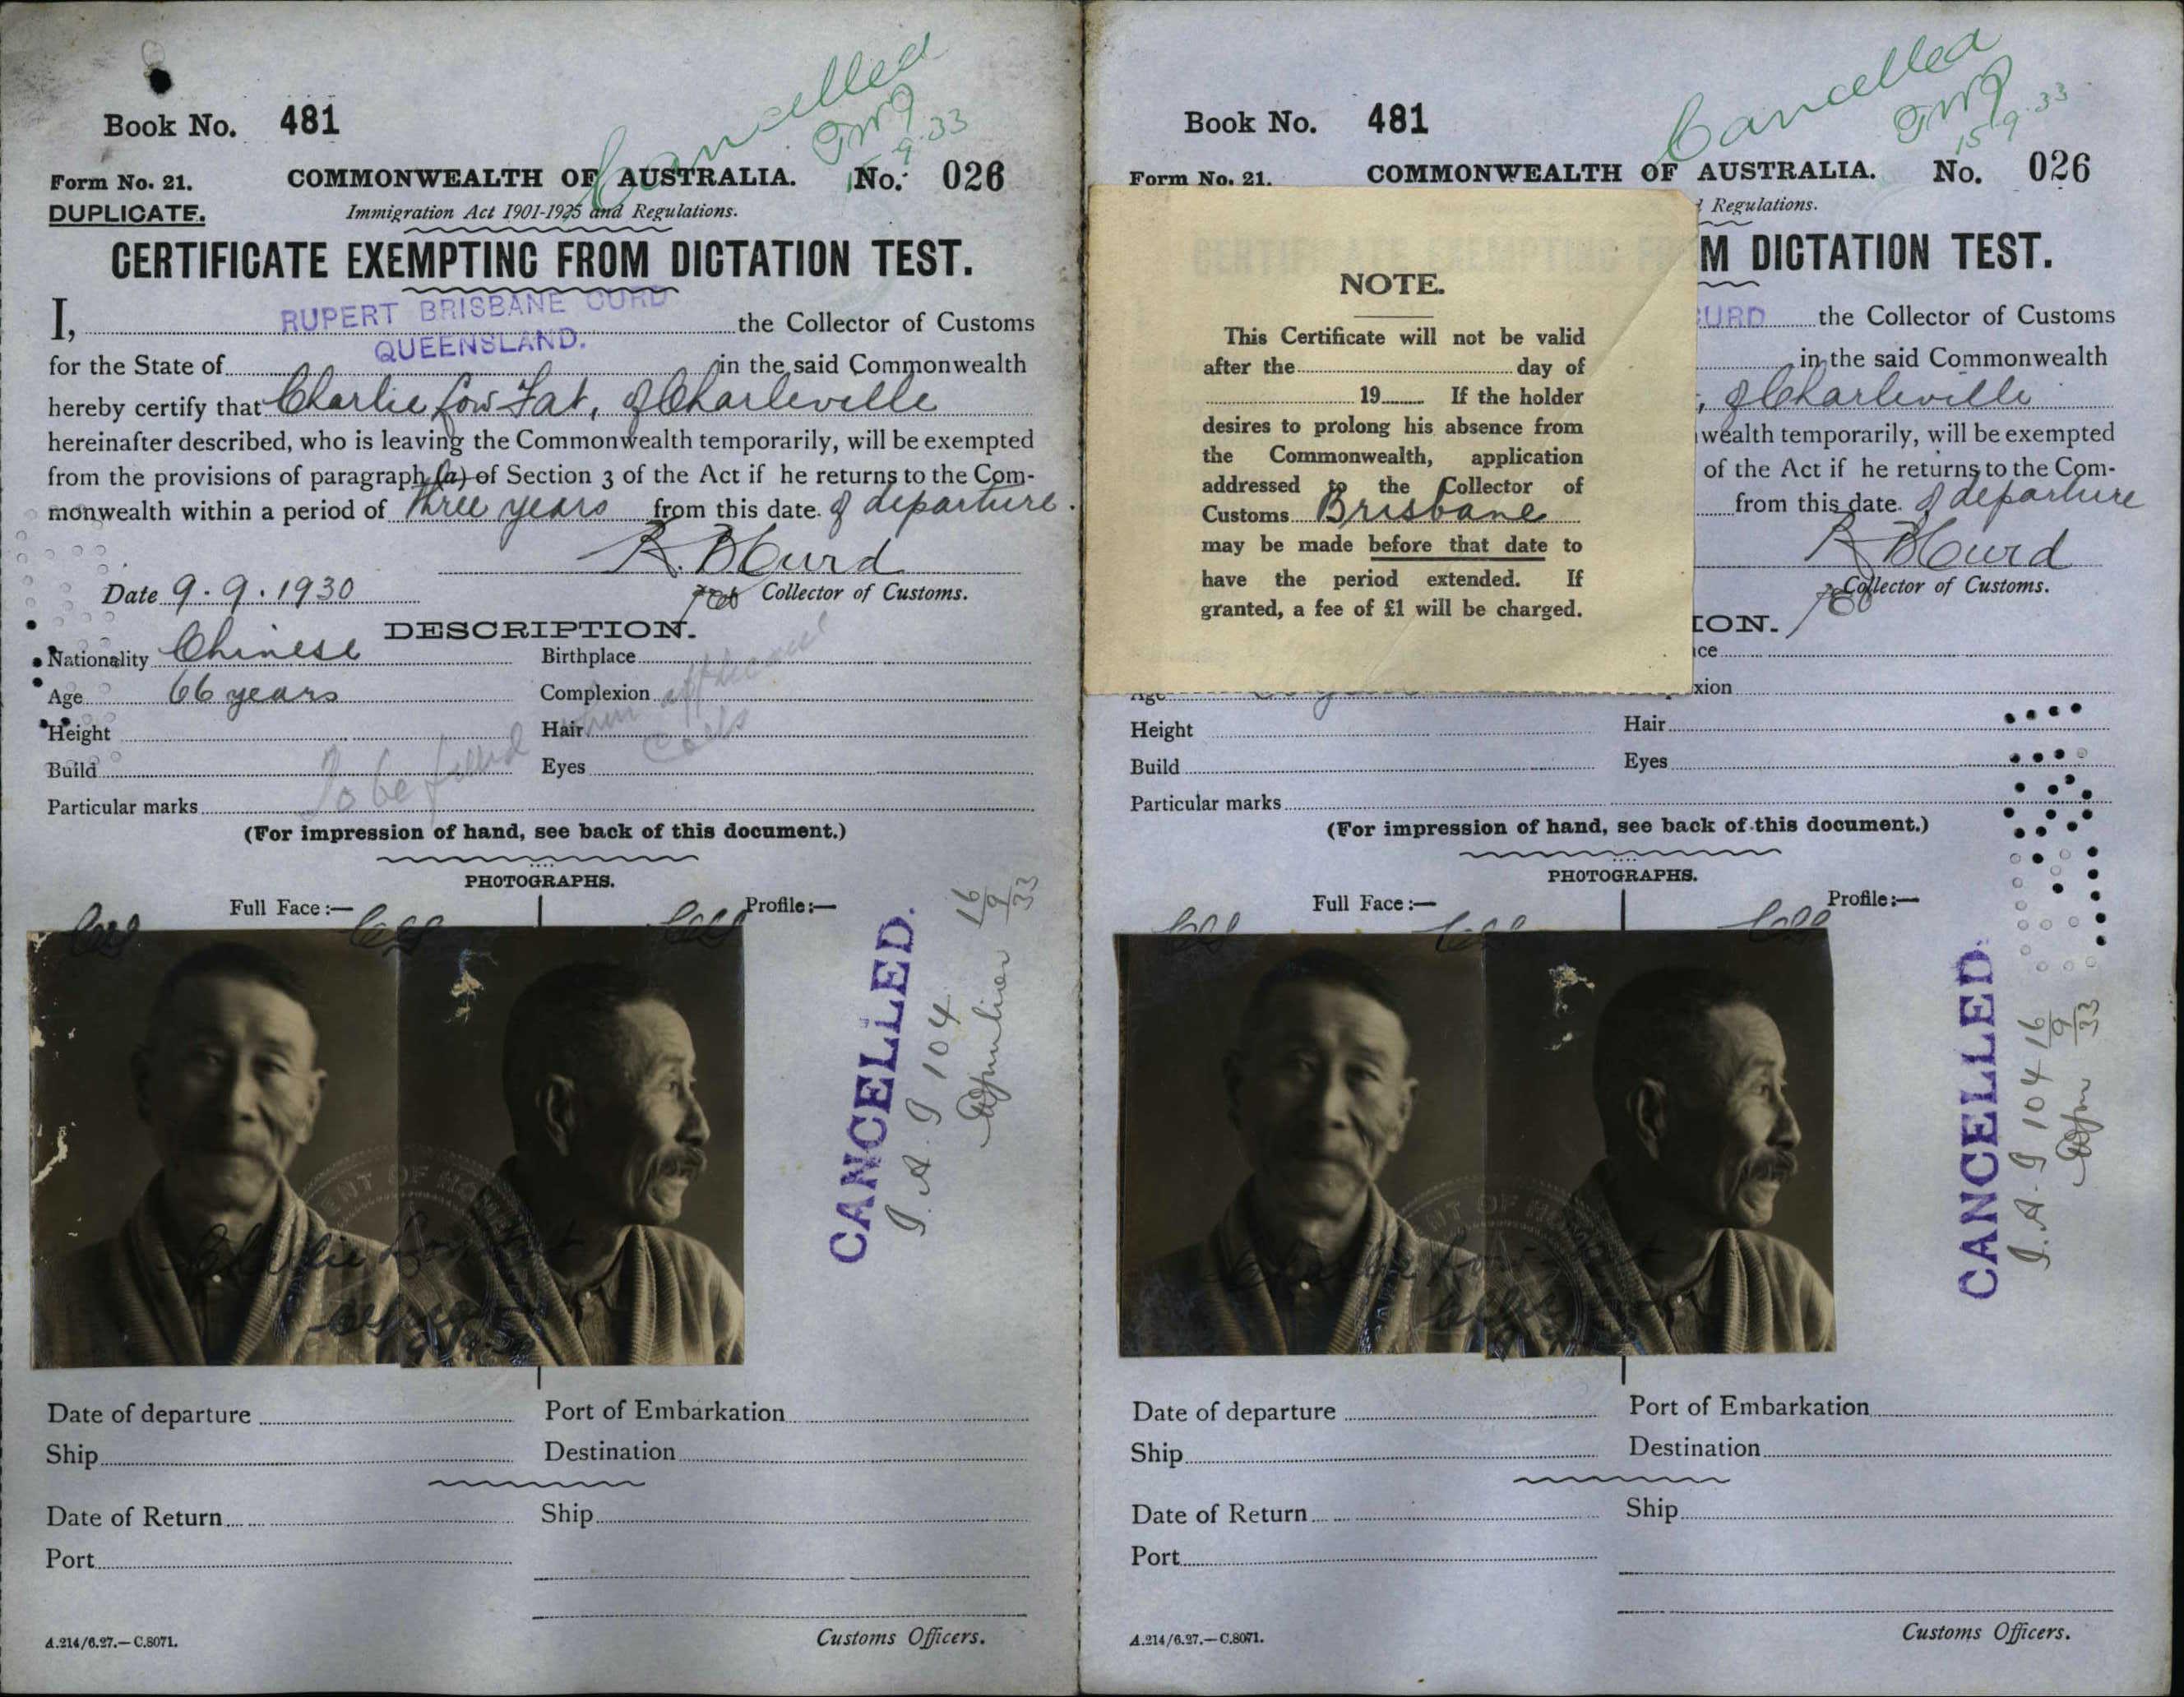 Book No. 481
Cancelled
9.33
Form No. 21. COMMONWEALTH OF AUSTRALIA. No. 026
DUPLICATE. Immigration Act 1901-1925 and Regulations.
CERTIFICATE EXEMPTING FROM DICTATION TEST.
I, RUPERT BRISBANE CURD the Collector of Customs
for the State of QUEENSLAND. in the said Commonwealth
hereby certify that Charlie Low Fat, of Charleville
hereinafter described, who is leaving the Commonwealth temporarily, will be exempted
from the provisions of paragraph (a) of Section 3 of the Act if he returns to the Com-
monwealth within a period of three years from this date of departure.
R. B Curd
Date 9.9.1930 Collector of Customs.
DESCRIPTION.
Nationality Chinese Birthplace
Age 66 years Complexion
Height Hair
Build Eyes
To be filled when applicant calls
Particular marks
(For impression of hand, see back of this document.)
PHOTOGRAPHS.
Full Face:— Profile:—
Charlie Low Fat
CANCELLED.
I.A. 9 104
16/9/33
Date of departure Port of Embarkation
Ship Destination
Date of Return Ship
Port
A.214/6.27.—C.8071. Customs Officers.
Book No. 481
Cancelled
15.9.33
Form No. 21. COMMONWEALTH OF AUSTRALIA. No. 026
Regulations.
M DICTATION TEST.
CURD the Collector of Customs
in the said Commonwealth
, of Charleville
wealth temporarily, will be exempted
of the Act if he returns to the Com-
from this date of departure
R B Curd
Collector of Customs.
ION.
NOTE.
This Certificate will not be valid
after the day of
19 If the holder
desires to prolong his absence from
the Commonwealth, application
addressed to the Collector of
Customs Brisbane
may be made before that date to
have the period extended. If
granted, a fee of £1 will be charged.
ce
Age xion
Height Hair
Build Eyes
Particular marks
(For impression of hand, see back of this document.)
PHOTOGRAPHS.
Full Face:— Profile:—
CANCELLED.
I.A. 9 104 16/9/33
Date of departure Port of Embarkation
Ship Destination
Date of Return Ship
Port
A.214/6.27.—C.8071. Customs Officers.